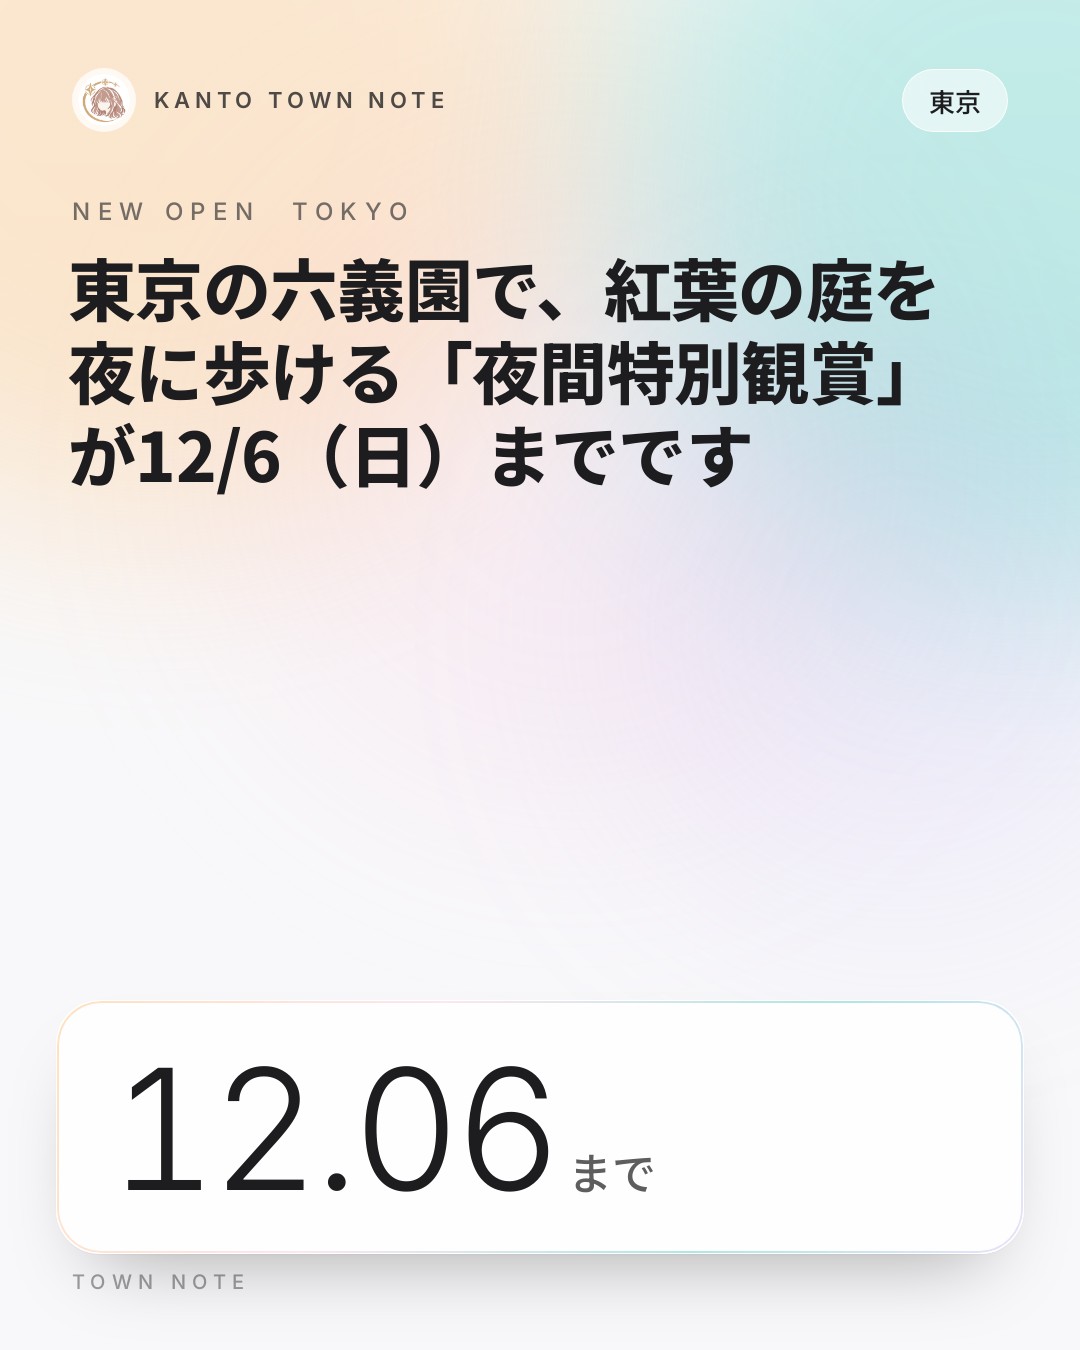 KANTO TOWN NOTE
東京
NEW OPEN TOKYO
東京の六義園で、紅葉の庭を
夜に歩ける「夜間特別観賞」
が12/6（日）までです
12.06 まで
TOWN NOTE